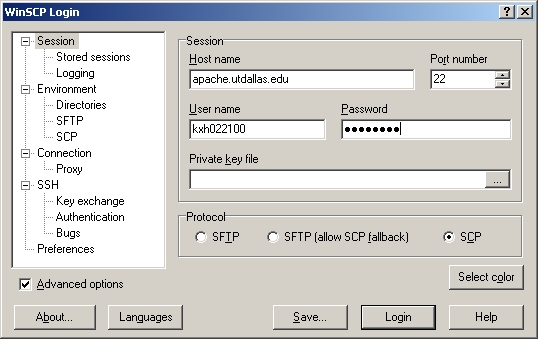 WinSCP Login
Session
Stored sessions
Logging
Environment
Directories
SFTP
SCP
Connection
Proxy
SSH
Key exchange
Authentication
Bugs
Preferences
Advanced options
Session
Host name
Port number
apache.utdallas.edu
22
User name
Password
kxh022100
●●●●●●●●
Private key file
...
Protocol
SFTP
SFTP (allow SCP fallback)
SCP
Select color
About...
Languages
Save...
Login
Help